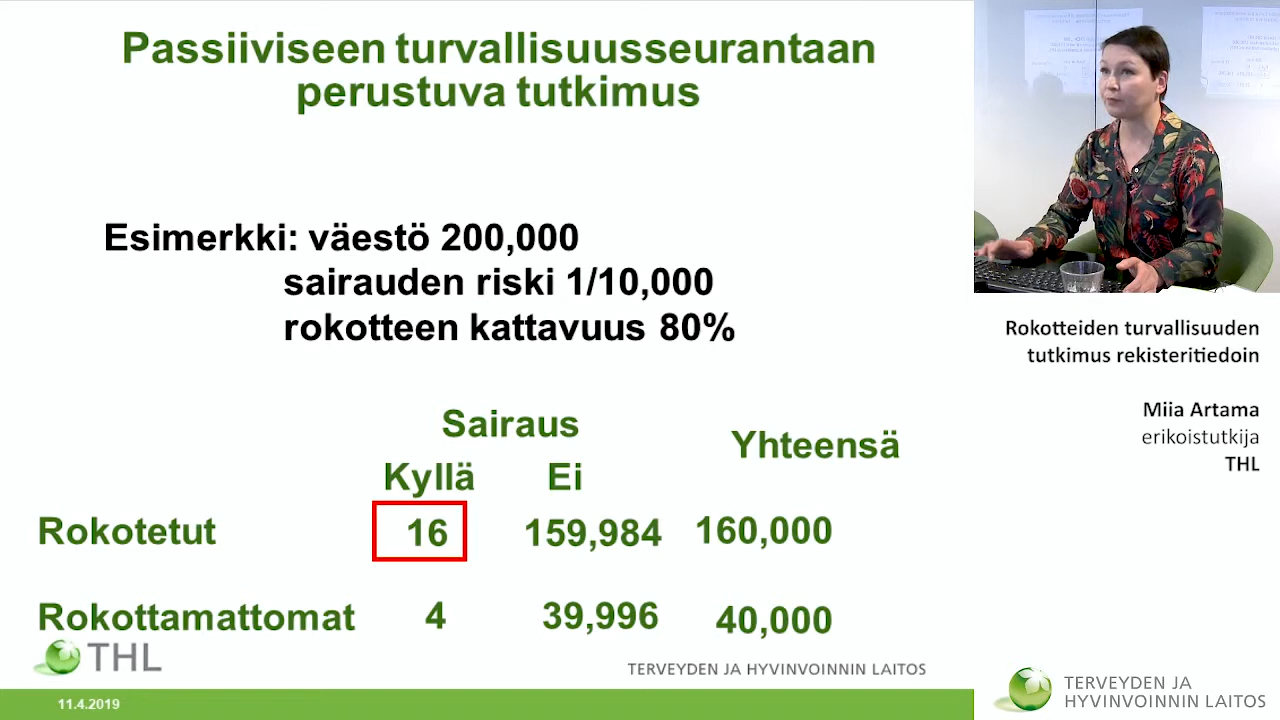 Passiiviseen turvallisuusseurantaan
perustuva tutkimus
Esimerkki: väestö 200,000
sairauden riski 1/10,000
rokotteen kattavuus 80%
Sairaus
Yhteensä
Kyllä Ei
Rokotetut 16 159,984 160,000
Rokottamattomat 4 39,996 40,000
THL
TERVEYDEN JA HYVINVOINNIN LAITOS
11.4.2019
Rokotteiden turvallisuuden
tutkimus rekisteritiedoin
Miia Artama
erikoistutkija
THL
TERVEYDEN JA
HYVINVOINNIN LAITOS